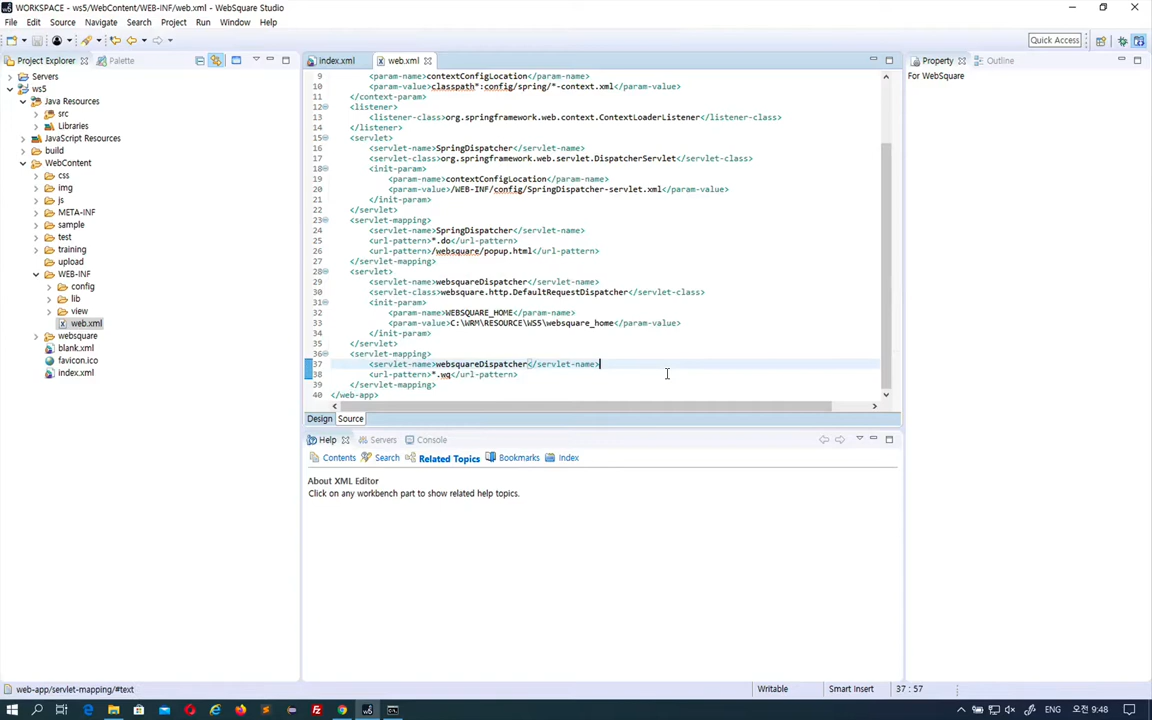 WORKSPACE - ws5/WebContent/WEB-INF/web.xml - WebSquare Studio
File Edit Source Navigate Search Project Run Window Help
Quick Access
Project Explorer Palette
Servers
ws5
Java Resources
src
Libraries
JavaScript Resources
build
WebContent
css
img
js
META-INF
sample
test
training
upload
WEB-INF
config
lib
view
web.xml
websquare
blank.xml
favicon.ico
index.xml
index.xml web.xml
9 <param-name>contextConfigLocation</param-name>
10 <param-value>classpath*:config/spring/*-context.xml</param-value>
11 </context-param>
12 <listener>
13 <listener-class>org.springframework.web.context.ContextLoaderListener</listener-class>
14 </listener>
15 <servlet>
16 <servlet-name>SpringDispatcher</servlet-name>
17 <servlet-class>org.springframework.web.servlet.DispatcherServlet</servlet-class>
18 <init-param>
19 <param-name>contextConfigLocation</param-name>
20 <param-value>/WEB-INF/config/SpringDispatcher-servlet.xml</param-value>
21 </init-param>
22 </servlet>
23 <servlet-mapping>
24 <servlet-name>SpringDispatcher</servlet-name>
25 <url-pattern>*.do</url-pattern>
26 <url-pattern>/websquare/popup.html</url-pattern>
27 </servlet-mapping>
28 <servlet>
29 <servlet-name>websquareDispatcher</servlet-name>
30 <servlet-class>websquare.http.DefaultRequestDispatcher</servlet-class>
31 <init-param>
32 <param-name>WEBSQUARE_HOME</param-name>
33 <param-value>C:\WRM\RESOURCE\WS5\websquare_home</param-value>
34 </init-param>
35 </servlet>
36 <servlet-mapping>
37 <servlet-name>websquareDispatcher</servlet-name>
38 <url-pattern>*.wq</url-pattern>
39 </servlet-mapping>
40 </web-app>
Design Source
Help Servers Console
Contents Search Related Topics Bookmarks Index
About XML Editor
Click on any workbench part to show related help topics.
Property Outline
For WebSquare
web-app/servlet-mapping/#text Writable Smart Insert 37 : 57
ENG 오전 9:48